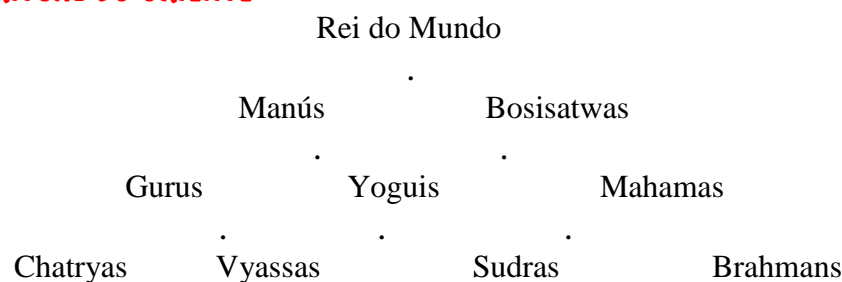 Rei do Mundo
.
Manús Bosisatwas
. .
Gurus Yoguis Mahamas
. . .
Chatryas Vyassas Sudras Brahmans